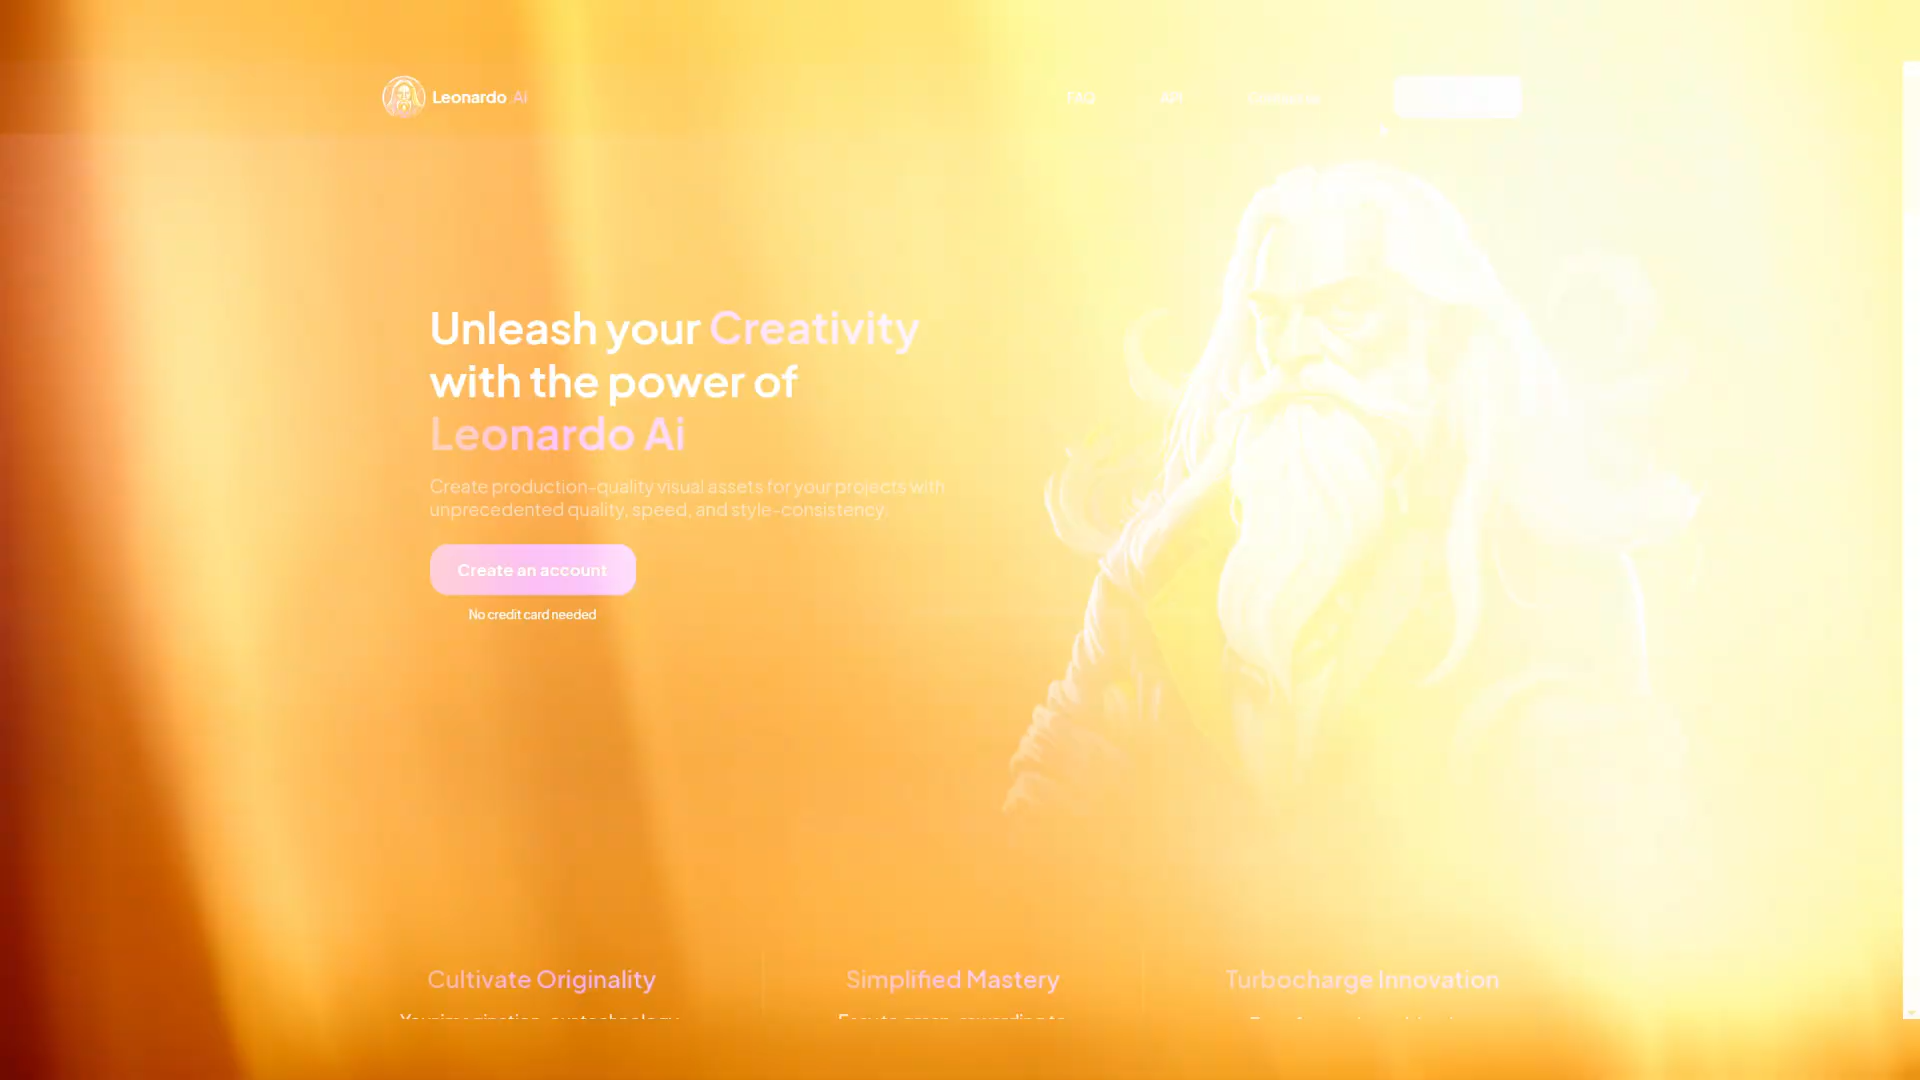 Leonardo Ai
FAQ
API
Unleash your Creativity
with the power of
Leonardo Ai
Create production-quality visual assets for your projects with
unprecedented quality, speed, and style-consistency.
Create an account
No credit card needed
Cultivate Originality
Simplified Mastery
Turbocharge Innovation